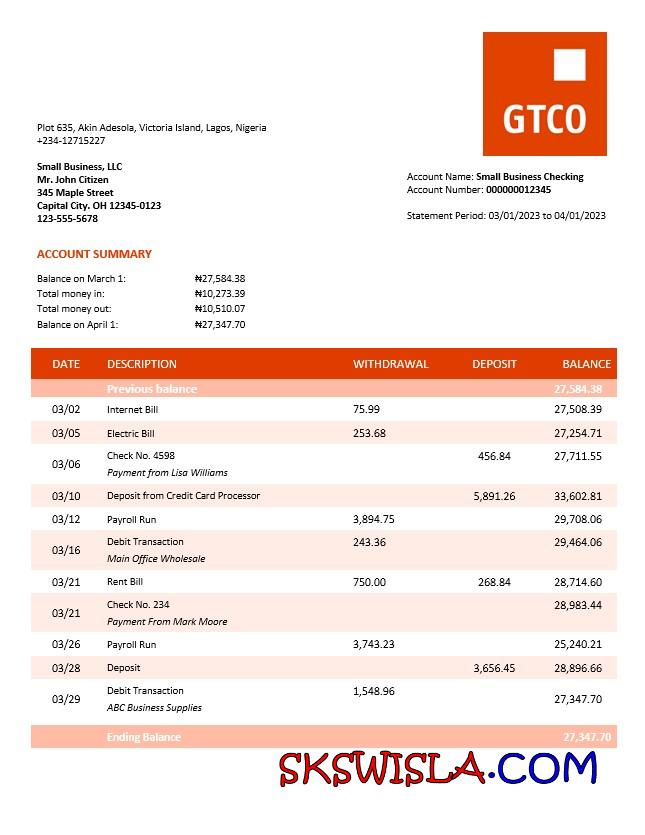 GTCO
Plot 635, Akin Adesola, Victoria Island, Lagos, Nigeria
+234-12715227
Small Business, LLC
Mr. John Citizen
345 Maple Street
Capital City. OH 12345-0123
123-555-5678
Account Name: Small Business Checking
Account Number: 000000012345
Statement Period: 03/01/2023 to 04/01/2023
ACCOUNT SUMMARY
Balance on March 1: ₦27,584.38
Total money in: ₦10,273.39
Total money out: ₦10,510.07
Balance on April 1: ₦27,347.70
DATE DESCRIPTION WITHDRAWAL DEPOSIT BALANCE
Previous balance 27,584.38
03/02 Internet Bill 75.99 27,508.39
03/05 Electric Bill 253.68 27,254.71
03/06 Check No. 4598 456.84 27,711.55
Payment from Lisa Williams
03/10 Deposit from Credit Card Processor 5,891.26 33,602.81
03/12 Payroll Run 3,894.75 29,708.06
03/16 Debit Transaction 243.36 29,464.06
Main Office Wholesale
03/21 Rent Bill 750.00 268.84 28,714.60
03/21 Check No. 234 28,983.44
Payment From Mark Moore
03/26 Payroll Run 3,743.23 25,240.21
03/28 Deposit 3,656.45 28,896.66
03/29 Debit Transaction 1,548.96 27,347.70
ABC Business Supplies
Ending Balance 27,347.70
SKSWISLA.COM